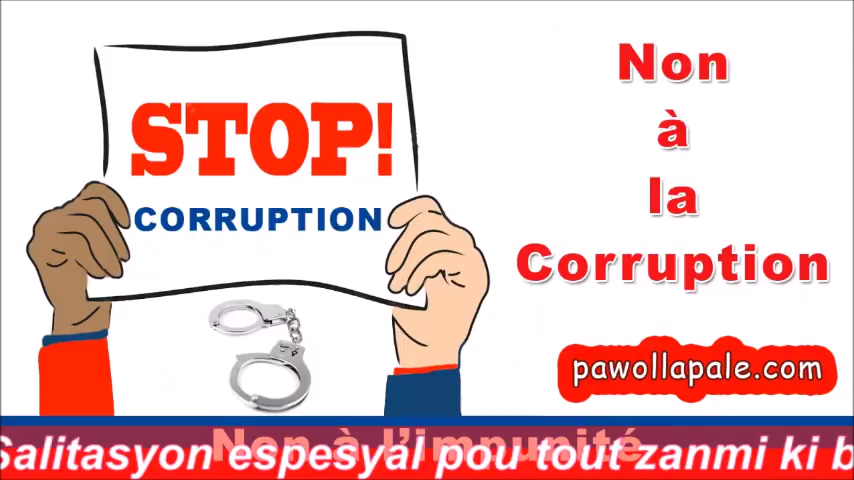 STOP!
CORRUPTION
Non
à
la
Corruption
pawollapale.com
Non à l'impunité
Salitasyon espesyal pou tout zanmi ki b